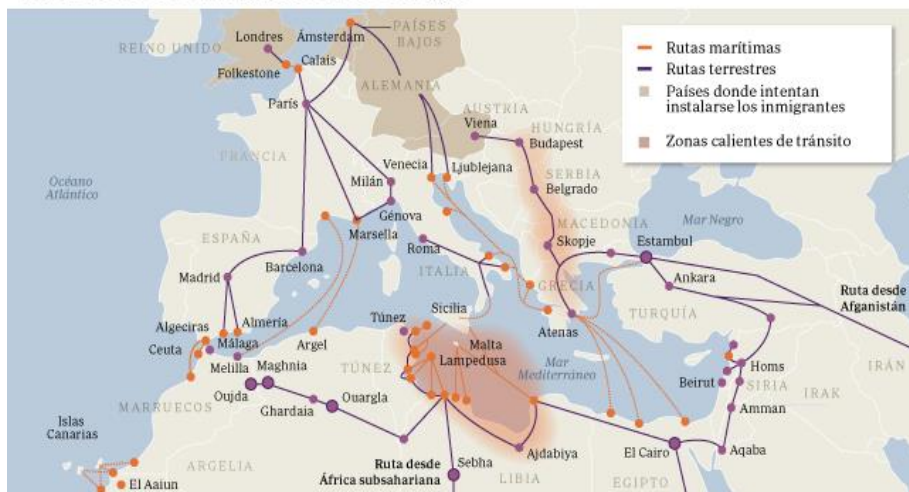 Londres
Ámsterdam
PAÍSES
BAJOS
REINO UNIDO
Folkestone
Calais
Rutas marítimas
Rutas terrestres
Países donde intentan
instalarse los inmigrantes
Zonas calientes de tránsito
ALEMANIA
París
AUSTRIA
Viena
HUNGRÍA
Budapest
FRANCIA
Venecia
Ljublejana
SERBIA
Océano
Atlántico
Milán
Belgrado
Génova
MACEDONIA
Mar Negro
Marsella
Skopje
Estambul
ESPAÑA
Roma
Barcelona
ITALIA
Ankara
Madrid
GRECIA
Ruta desde
Afganistán
TURQUÍA
Sicilia
Algeciras
Almería
Túnez
Atenas
Málaga
Argel
Malta
Ceuta
Melilla
Lampedusa
Mar
Mediterráneo
IRÁN
Maghnia
TÚNEZ
Homs
Oujda
Ouargla
Beirut
SIRIA
IRAK
MARRUECOS
Ghardaia
Islas
Canarias
Amman
Ajdabiya
El Cairo
Aqaba
ARGELIA
Ruta desde
África subsahariana
Sebha
El Aaiun
LIBIA
EGIPTO